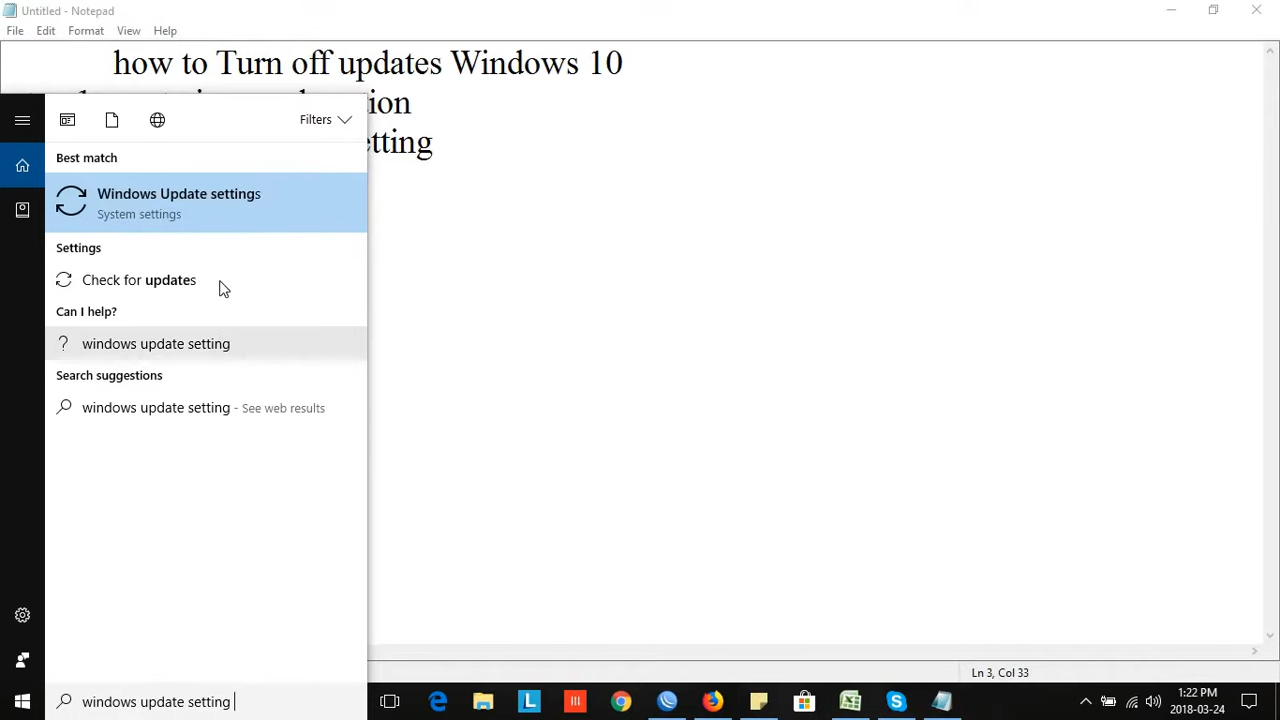 Untitled - Notepad
File Edit Format View Help
how to Turn off updates Windows 10
ion
etting
Filters
Best match
Windows Update settings
System settings
Settings
Check for updates
Can I help?
? windows update setting
Search suggestions
windows update setting - See web results
Ln 3, Col 33
windows update setting
L
1:22 PM
2018-03-24